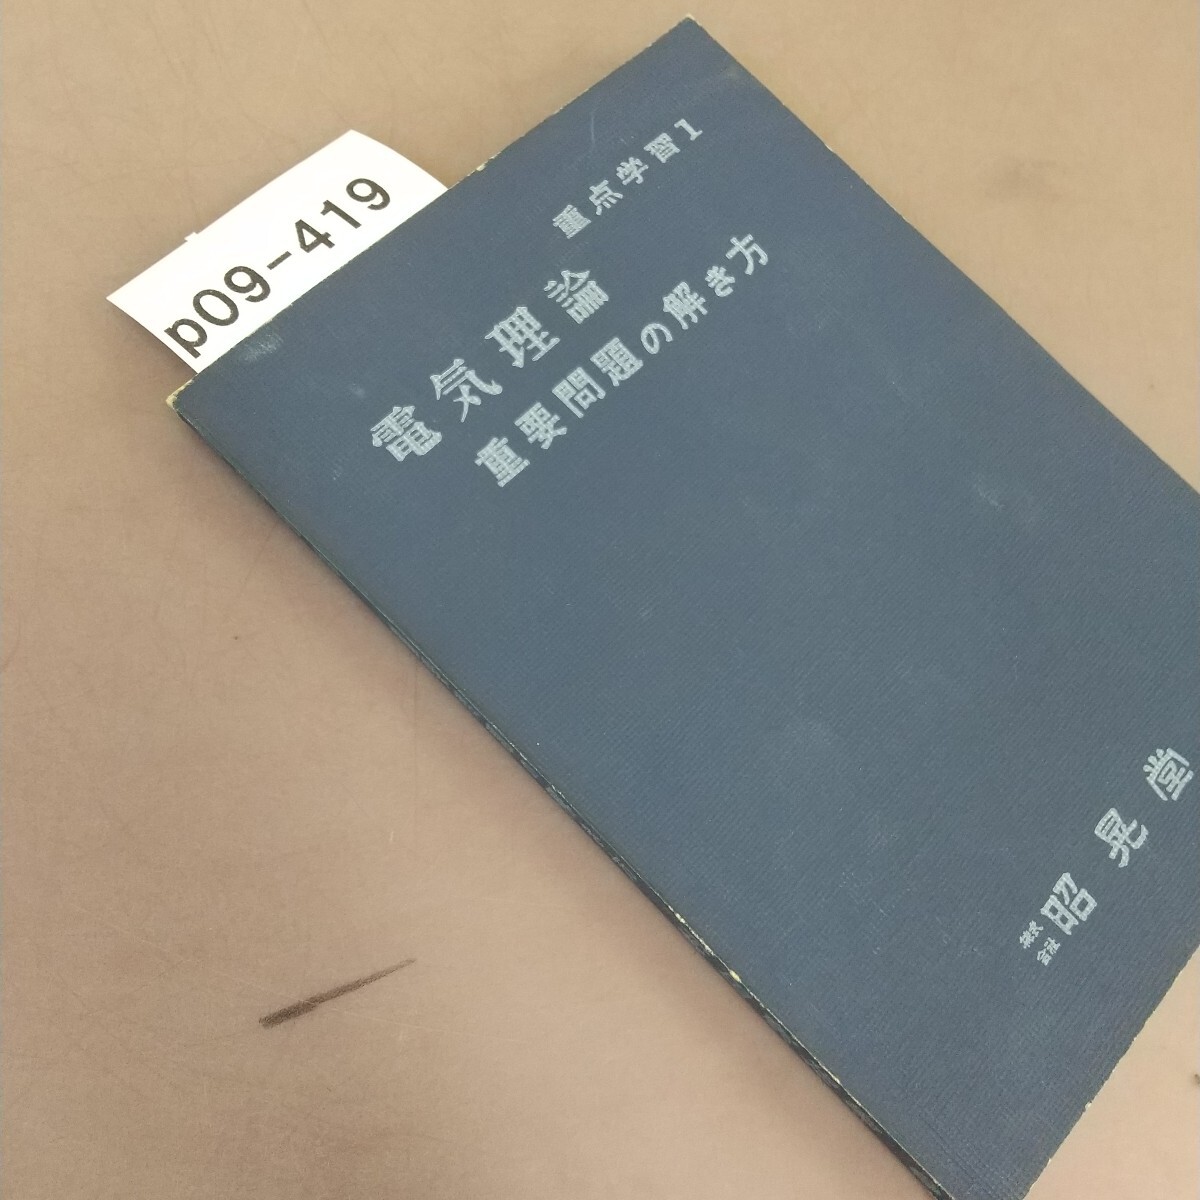 p09-419
重点学習1
電気理論
重要問題の解き方
株式
会社
昭晃堂